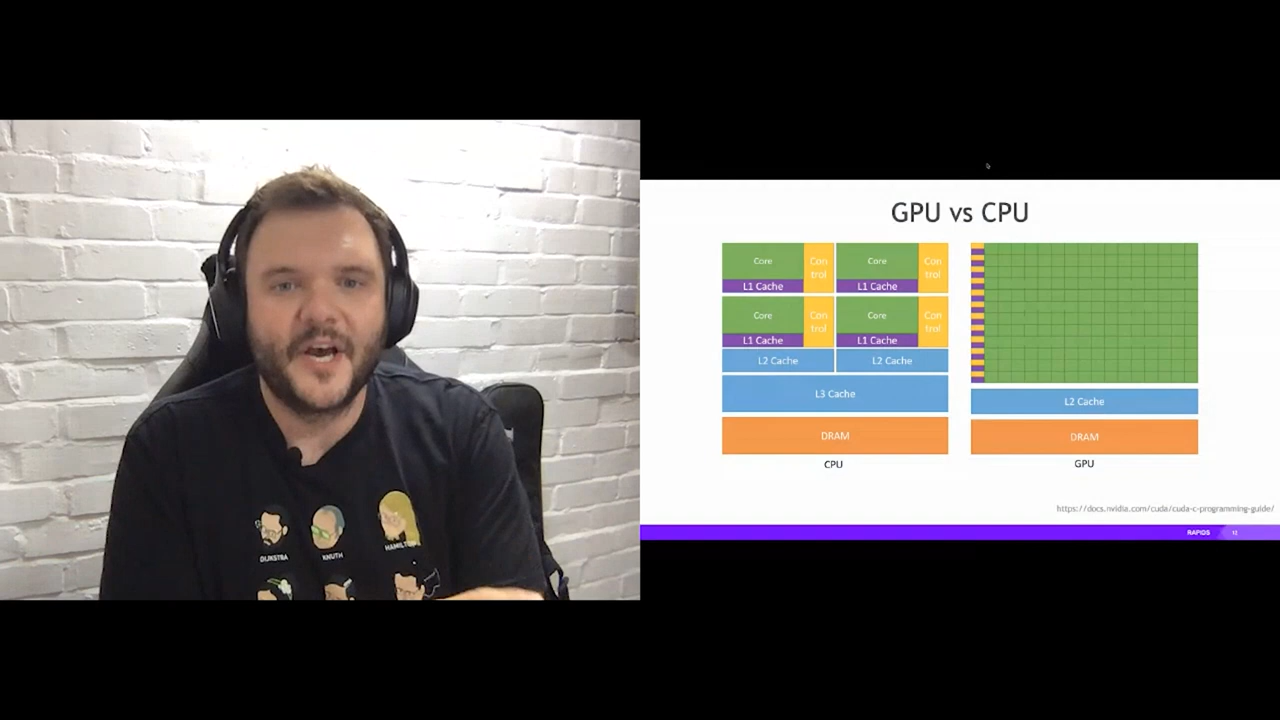 DIJKSTRA
KNUTH
GPU vs CPU
Core
Con
trol
L1 Cache
Core
Con
trol
L1 Cache
Core
Con
trol
L1 Cache
Core
Con
trol
L1 Cache
L2 Cache
L2 Cache
L3 Cache
DRAM
CPU
L2 Cache
DRAM
GPU
https://docs.nvidia.com/cuda/cuda-c-programming-guide/
RAPIDS